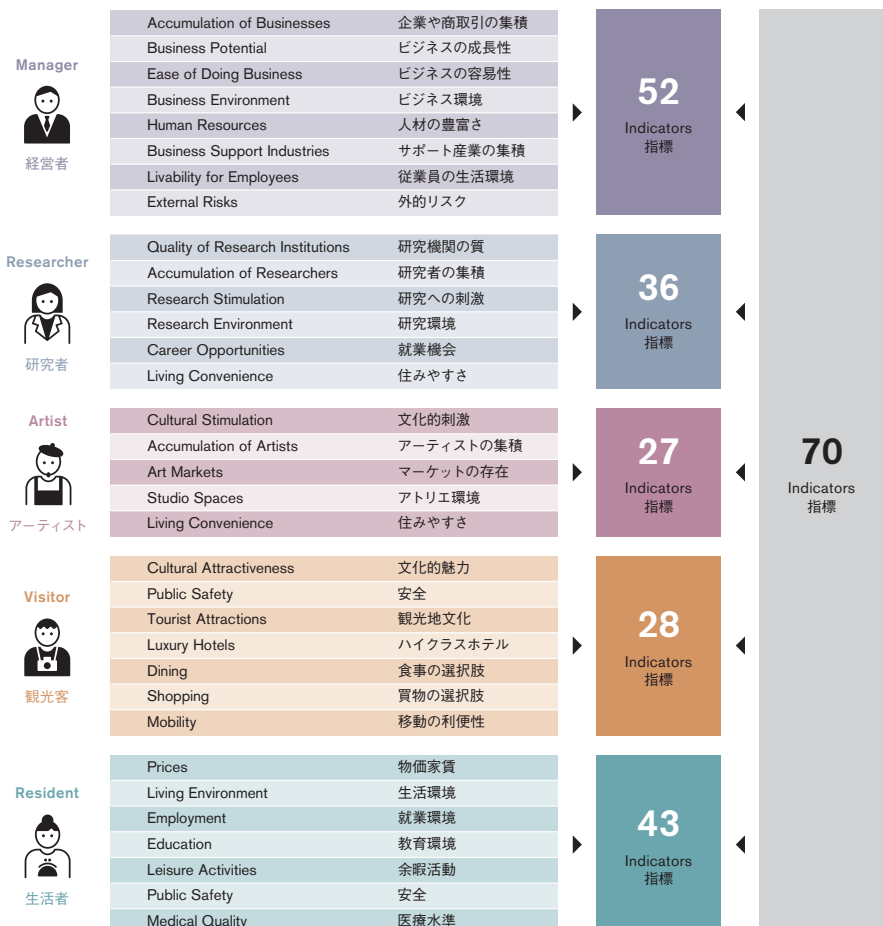 Manager
経営者
Accumulation of Businesses 企業や商取引の集積
Business Potential ビジネスの成長性
Ease of Doing Business ビジネスの容易性
Business Environment ビジネス環境
Human Resources 人材の豊富さ
Business Support Industries サポート産業の集積
Livability for Employees 従業員の生活環境
External Risks 外的リスク
52
Indicators
指標
Researcher
研究者
Quality of Research Institutions 研究機関の質
Accumulation of Researchers 研究者の集積
Research Stimulation 研究への刺激
Research Environment 研究環境
Career Opportunities 就業機会
Living Convenience 住みやすさ
36
Indicators
指標
Artist
アーティスト
Cultural Stimulation 文化的刺激
Accumulation of Artists アーティストの集積
Art Markets マーケットの存在
Studio Spaces アトリエ環境
Living Convenience 住みやすさ
27
Indicators
指標
Visitor
観光客
Cultural Attractiveness 文化的魅力
Public Safety 安全
Tourist Attractions 観光地文化
Luxury Hotels ハイクラスホテル
Dining 食事の選択肢
Shopping 買物の選択肢
Mobility 移動の利便性
28
Indicators
指標
Resident
生活者
Prices 物価家賃
Living Environment 生活環境
Employment 就業環境
Education 教育環境
Leisure Activities 余暇活動
Public Safety 安全
Medical Quality 医療水準
43
Indicators
指標
70
Indicators
指標